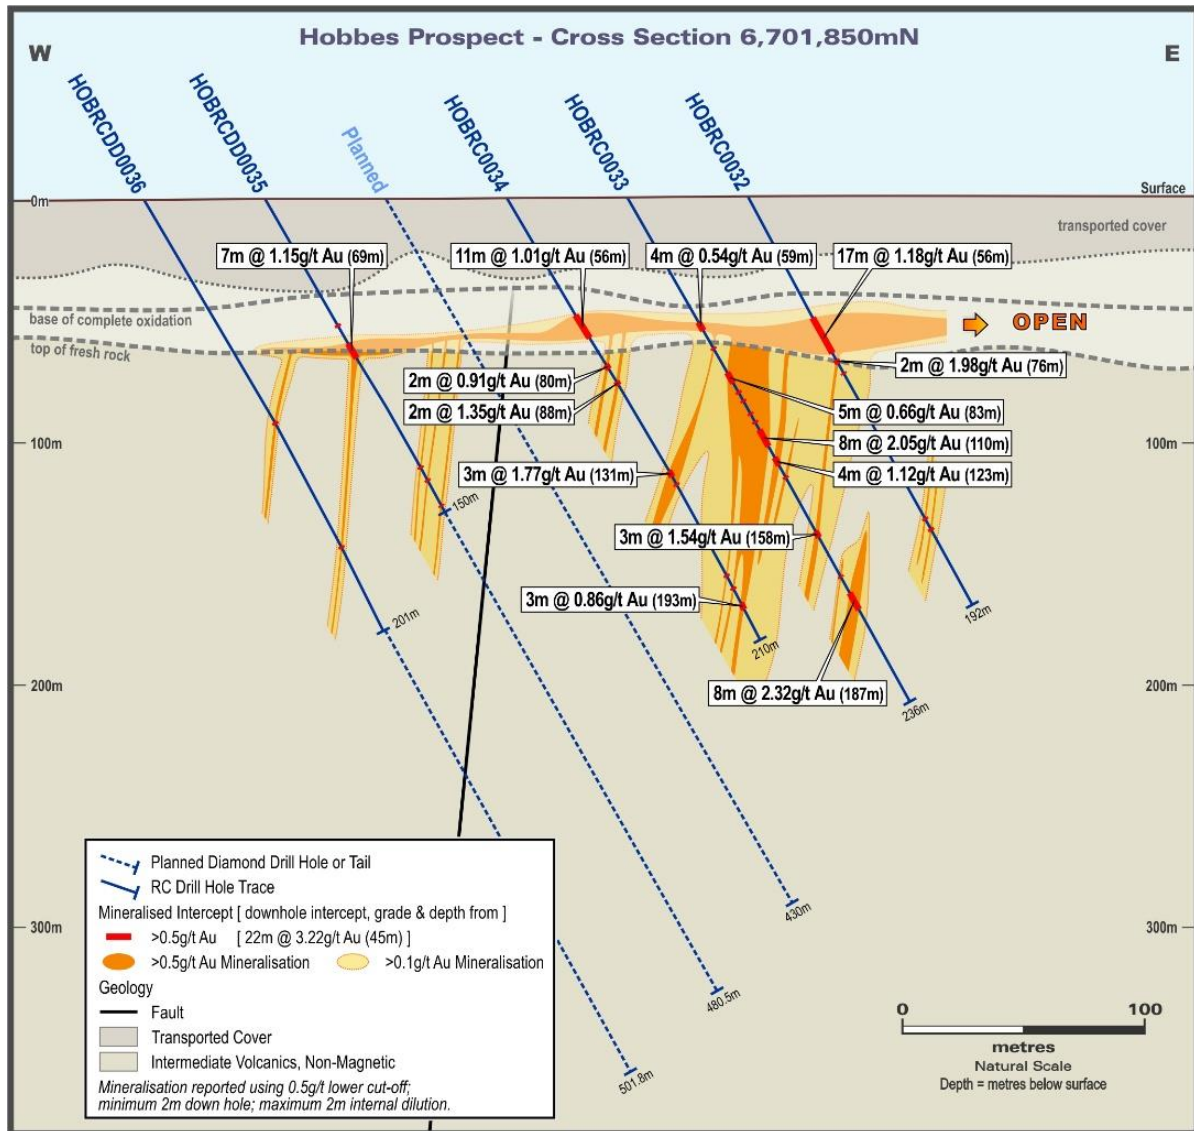 Hobbes Prospect - Cross Section 6,701,850mN
W
E
HOBRCDD0036
HOBRCDD0035
Planned
HOBRC0034
HOBRC0033
HOBRC0032
0m
Surface
transported cover
7m @ 1.15g/t Au (69m)
11m @ 1.01g/t Au (56m)
4m @ 0.54g/t Au (59m)
17m @ 1.18g/t Au (56m)
base of complete oxidation
OPEN
top of fresh rock
2m @ 1.98g/t Au (76m)
2m @ 0.91g/t Au (80m)
2m @ 1.35g/t Au (88m)
5m @ 0.66g/t Au (83m)
100m
8m @ 2.05g/t Au (110m)
3m @ 1.77g/t Au (131m)
4m @ 1.12g/t Au (123m)
150m
3m @ 1.54g/t Au (158m)
3m @ 0.86g/t Au (193m)
201m
192m
210m
200m
8m @ 2.32g/t Au (187m)
236m
300m
430m
480.5m
501.8m
Planned Diamond Drill Hole or Tail
RC Drill Hole Trace
Mineralised Intercept [ downhole intercept, grade & depth from ]
>0.5g/t Au [ 22m @ 3.22g/t Au (45m) ]
>0.5g/t Au Mineralisation >0.1g/t Au Mineralisation
Geology
Fault
Transported Cover
Intermediate Volcanics, Non-Magnetic
Mineralisation reported using 0.5g/t lower cut-off;
minimum 2m down hole; maximum 2m internal dilution.
0 100
metres
Natural Scale
Depth = metres below surface